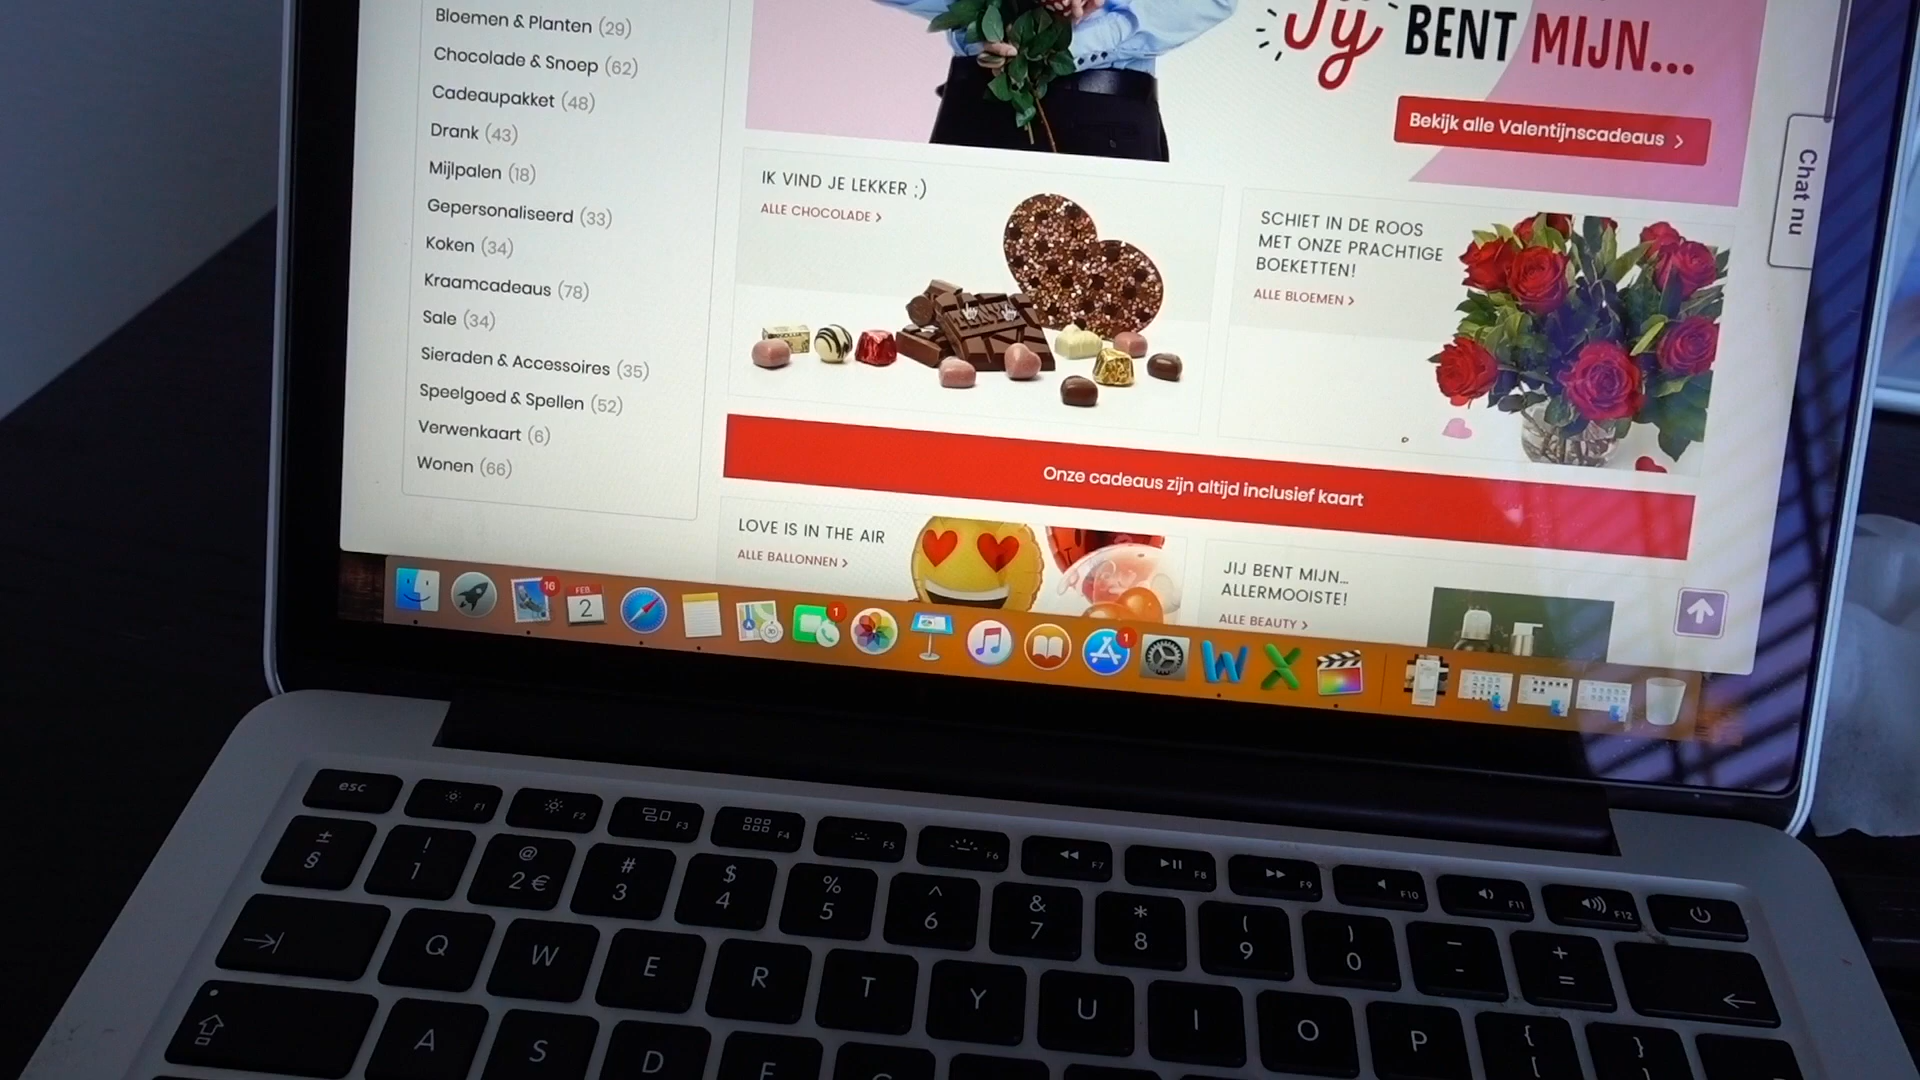 Bloemen & Planten (29)
Chocolade & Snoep (62)
Cadeaupakket (48)
Drank (43)
Mijlpalen (18)
Gepersonaliseerd (33)
Koken (34)
Kraamcadeaus (78)
Sale (34)
Sieraden & Accessoires (35)
Speelgoed & Spellen (52)
Verwenkaart (6)
Wonen (66)
Jij BENT MIJN...
Bekijk alle Valentijnscadeaus >
Chat nu
IK VIND JE LEKKER ;)
ALLE CHOCOLADE >
SCHIET IN DE ROOS
MET ONZE PRACHTIGE
BOEKETTEN!
ALLE BLOEMEN >
Onze cadeaus zijn altijd inclusief kaart
LOVE IS IN THE AIR
ALLE BALLONNEN >
JIJ BENT MIJN...
ALLERMOOISTE!
ALLE BEAUTY >
16
FEB.
2
1
1
W
X
esc F1 F2 F3 F4 F5 F6 F7 F8 F9 F10 F11 F12
± ! @ # $ % ^ & * ( ) _ +
§ 1 2 € 3 4 5 6 7 8 9 0 - =
Q W E R T Y U I O P { [ }
A S D F